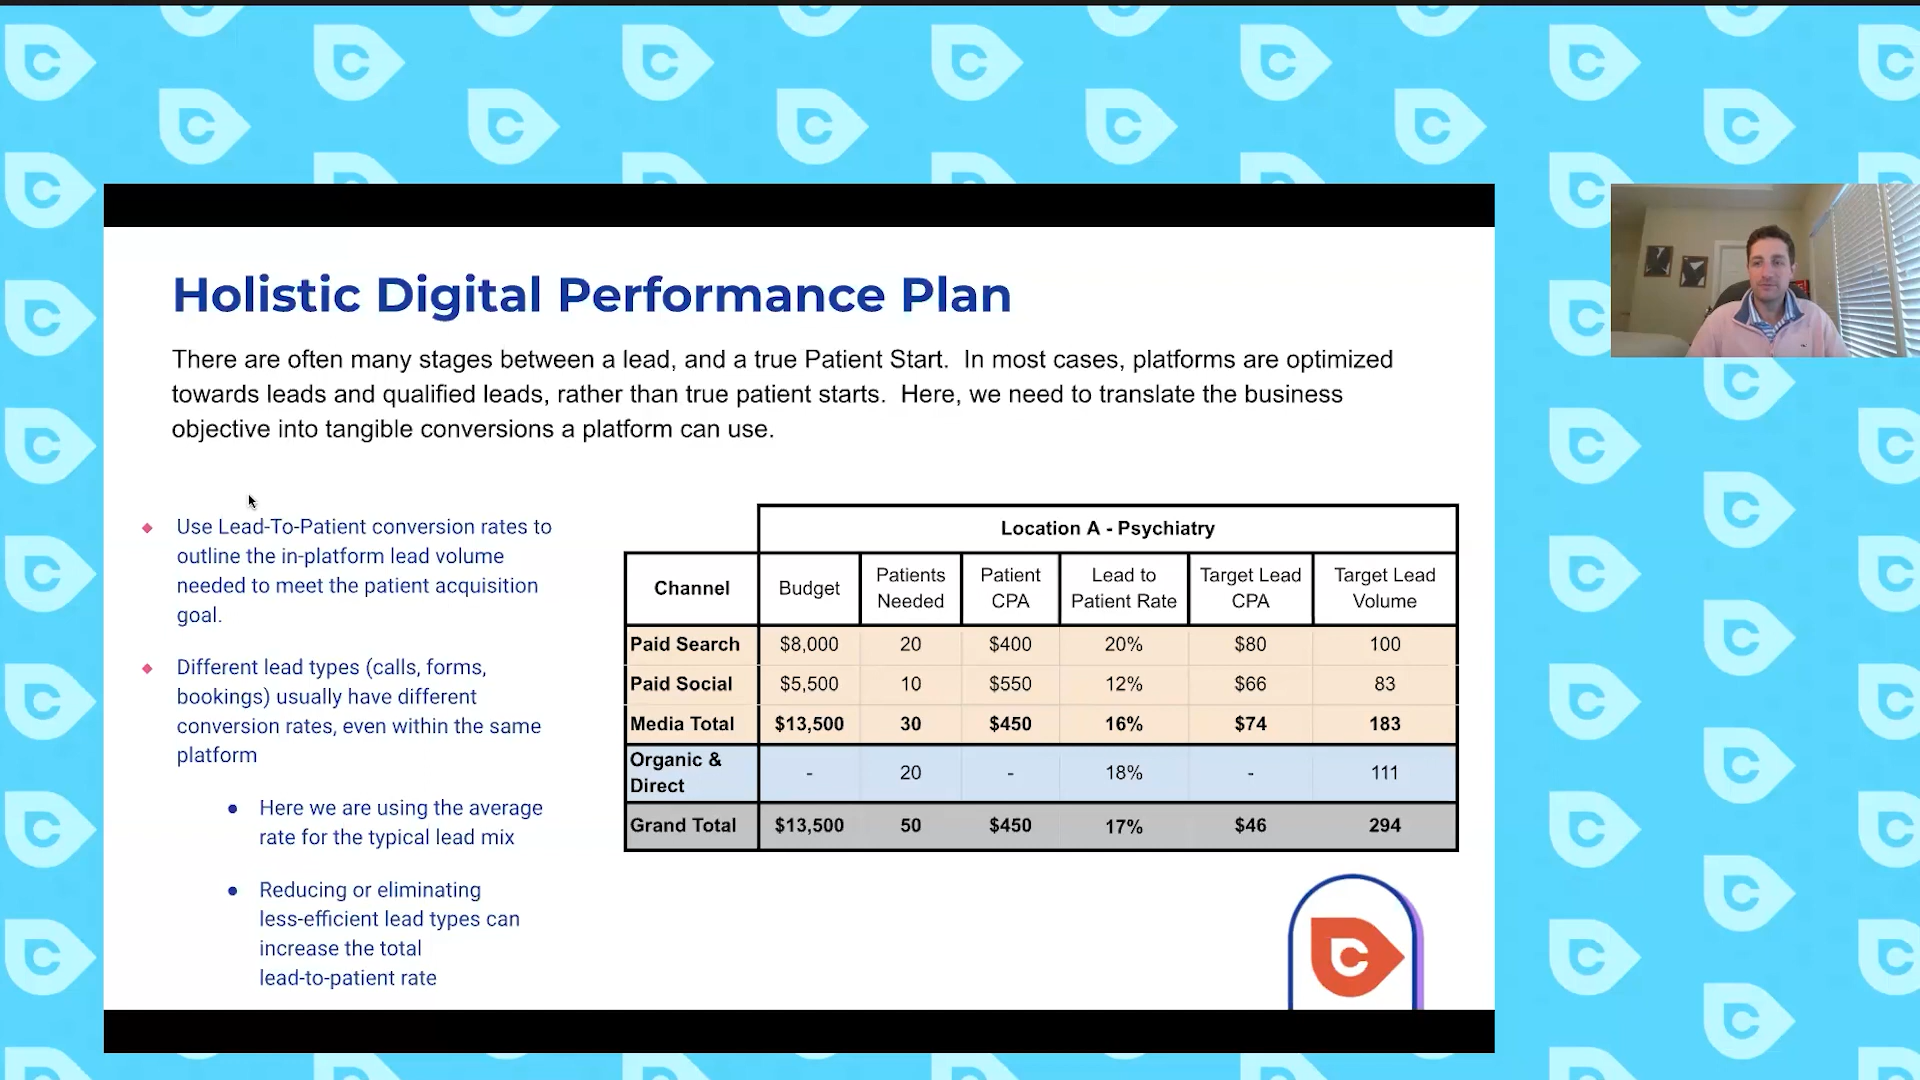 Holistic Digital Performance Plan
There are often many stages between a lead, and a true Patient Start.  In most cases, platforms are optimized
towards leads and qualified leads, rather than true patient starts.  Here, we need to translate the business
objective into tangible conversions a platform can use.
Use Lead-To-Patient conversion rates to
outline the in-platform lead volume
needed to meet the patient acquisition
goal.
Different lead types (calls, forms,
bookings) usually have different
conversion rates, even within the same
platform
Here we are using the average
rate for the typical lead mix
Reducing or eliminating
less-efficient lead types can
increase the total
lead-to-patient rate
Location A - Psychiatry
Channel Budget Patients Needed Patient CPA Lead to Patient Rate Target Lead CPA Target Lead Volume
Paid Search $8,000 20 $400 20% $80 100
Paid Social $5,500 10 $550 12% $66 83
Media Total $13,500 30 $450 16% $74 183
Organic & Direct - 20 - 18% - 111
Grand Total $13,500 50 $450 17% $46 294